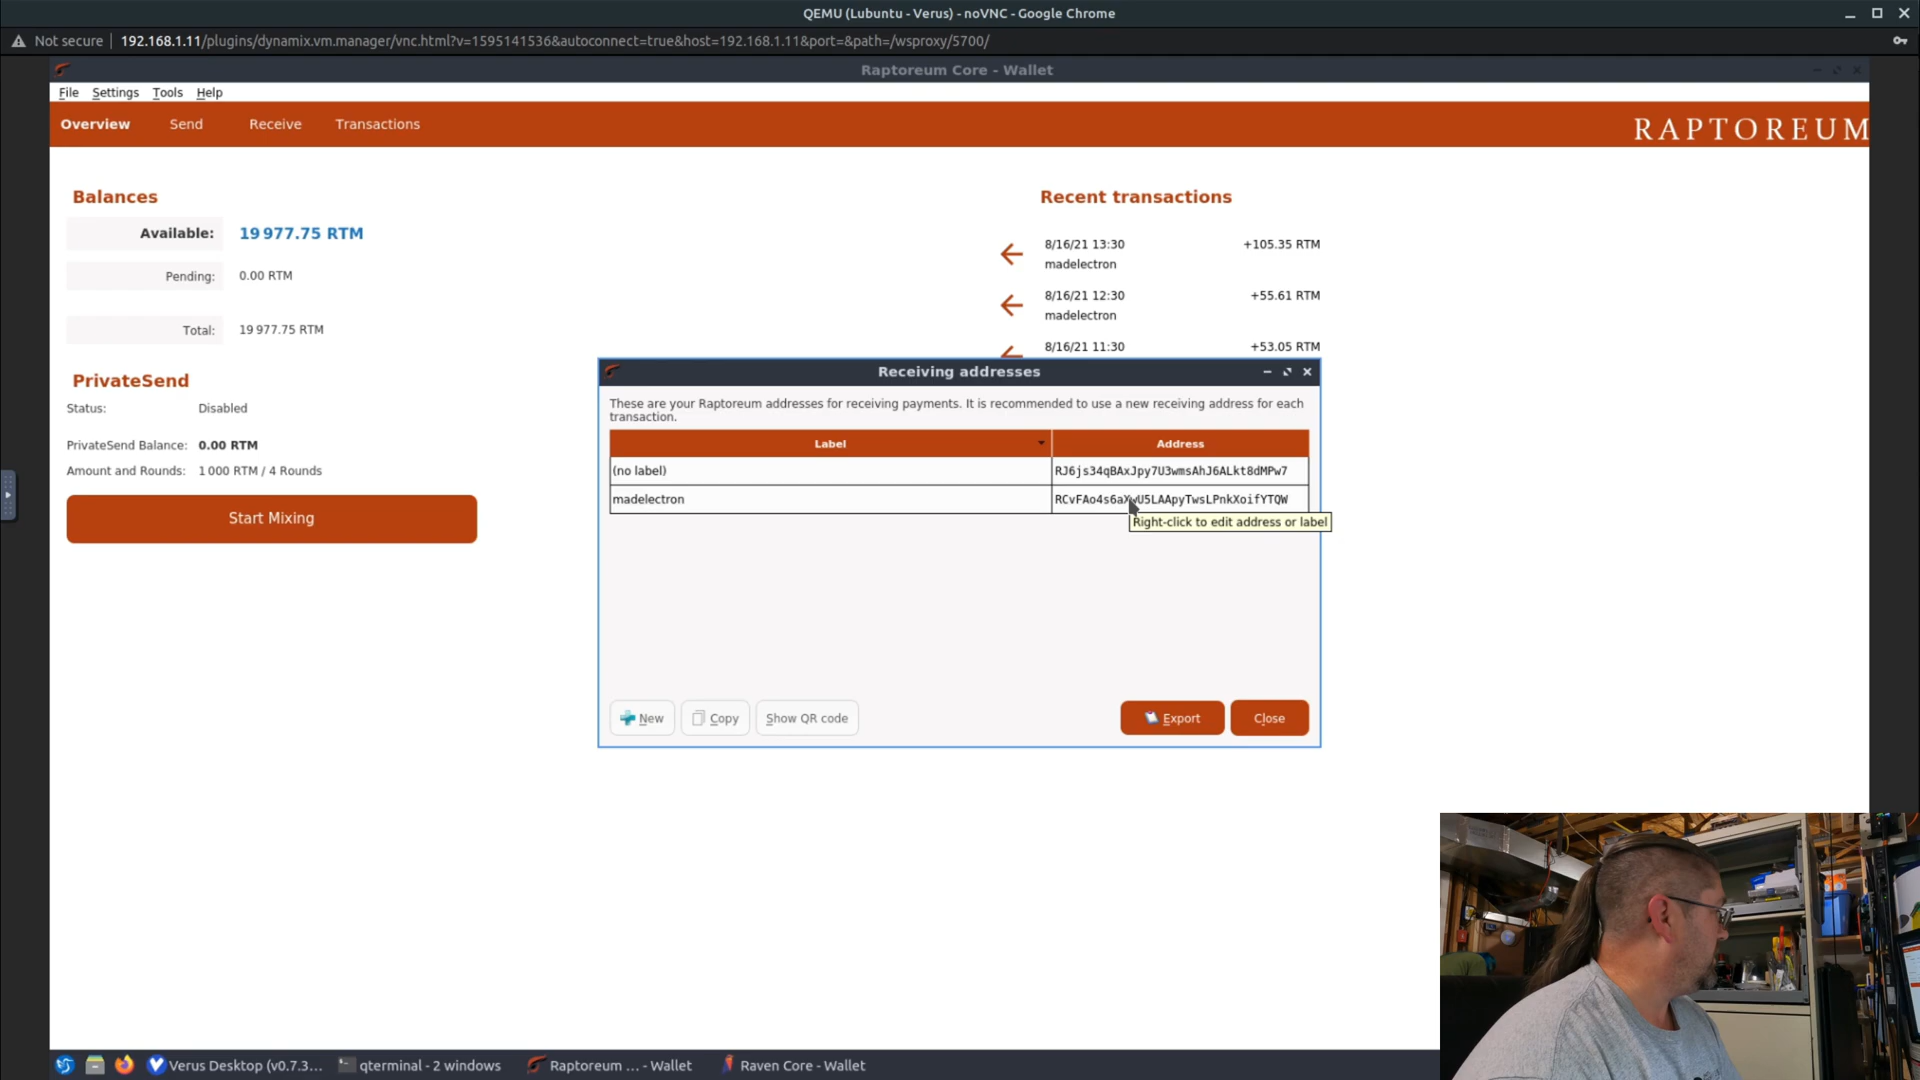 QEMU (Lubuntu - Verus) - noVNC - Google Chrome
Not secure 192.168.1.11/plugins/dynamix.vm.manager/vnc.html?v=1595141536&autoconnect=true&host=192.168.1.11&port=&path=/wsproxy/5700/
Raptoreum Core - Wallet
File Settings Tools Help
Overview Send Receive Transactions RAPTOREUM
Balances
Available: 19 977.75 RTM
Pending: 0.00 RTM
Total: 19 977.75 RTM
PrivateSend
Status: Disabled
PrivateSend Balance: 0.00 RTM
Amount and Rounds: 1 000 RTM / 4 Rounds
Start Mixing
Recent transactions
8/16/21 13:30 +105.35 RTM
madelectron
8/16/21 12:30 +55.61 RTM
madelectron
8/16/21 11:30 +53.05 RTM
Receiving addresses
These are your Raptoreum addresses for receiving payments. It is recommended to use a new receiving address for each
transaction.
Label Address
(no label) RJ6js34qBAxJpy7U3wmsAhJ6ALkt8dMPw7
madelectron
Right-click to edit address or label
New Copy Show QR code Export Close
Verus Desktop (v0.7.3... qterminal - 2 windows Raptoreum ... - Wallet Raven Core - Wallet